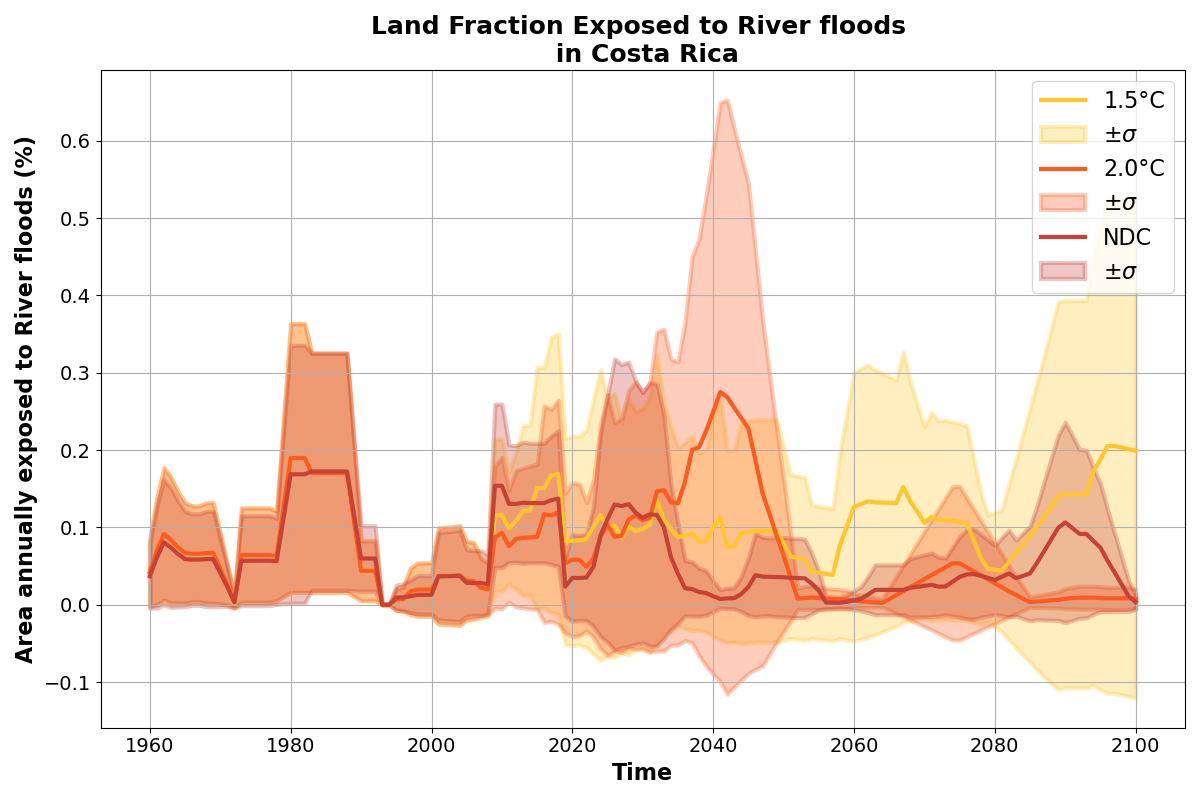 Land Fraction Exposed to River floods
in Costa Rica
Area annually exposed to River floods (%)
0.6
0.5
0.4
0.3
0.2
0.1
0.0
−0.1
1.5°C
±σ
2.0°C
±σ
NDC
±σ
1960
1980
2000
2020
2040
2060
2080
2100
Time